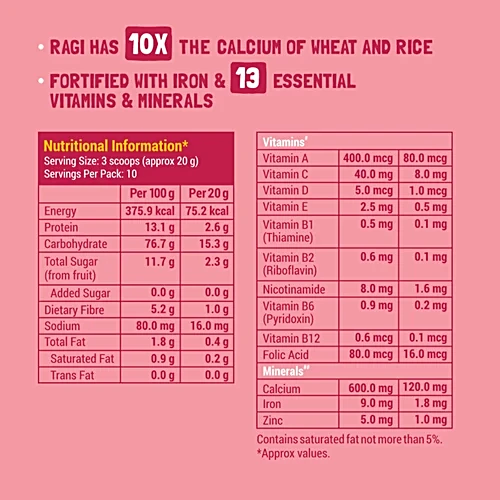 • RAGI HAS 10X THE CALCIUM OF WHEAT AND RICE
• FORTIFIED WITH IRON & 13 ESSENTIAL
VITAMINS & MINERALS
Nutritional Information*
Serving Size: 3 scoops (approx 20 g)
Servings Per Pack: 10
Per 100 g Per 20 g
Energy 375.9 kcal 75.2 kcal
Protein 13.1 g 2.6 g
Carbohydrate 76.7 g 15.3 g
Total Sugar 11.7 g 2.3 g
(from fruit)
Added Sugar 0.0 g 0.0 g
Dietary Fibre 5.2 g 1.0 g
Sodium 80.0 mg 16.0 mg
Total Fat 1.8 g 0.4 g
Saturated Fat 0.9 g 0.2 g
Trans Fat 0.0 g 0.0 g
Vitamins#
Vitamin A 400.0 mcg 80.0 mcg
Vitamin C 40.0 mg 8.0 mg
Vitamin D 5.0 mcg 1.0 mcg
Vitamin E 2.5 mg 0.5 mg
Vitamin B1 0.5 mg 0.1 mg
(Thiamine)
Vitamin B2 0.6 mg 0.1 mg
(Riboflavin)
Nicotinamide 8.0 mg 1.6 mg
Vitamin B6 0.9 mg 0.2 mg
(Pyridoxin)
Vitamin B12 0.6 mcg 0.1 mcg
Folic Acid 80.0 mcg 16.0 mcg
Minerals##
Calcium 600.0 mg 120.0 mg
Iron 9.0 mg 1.8 mg
Zinc 5.0 mg 1.0 mg
Contains saturated fat not more than 5%.
*Approx values.